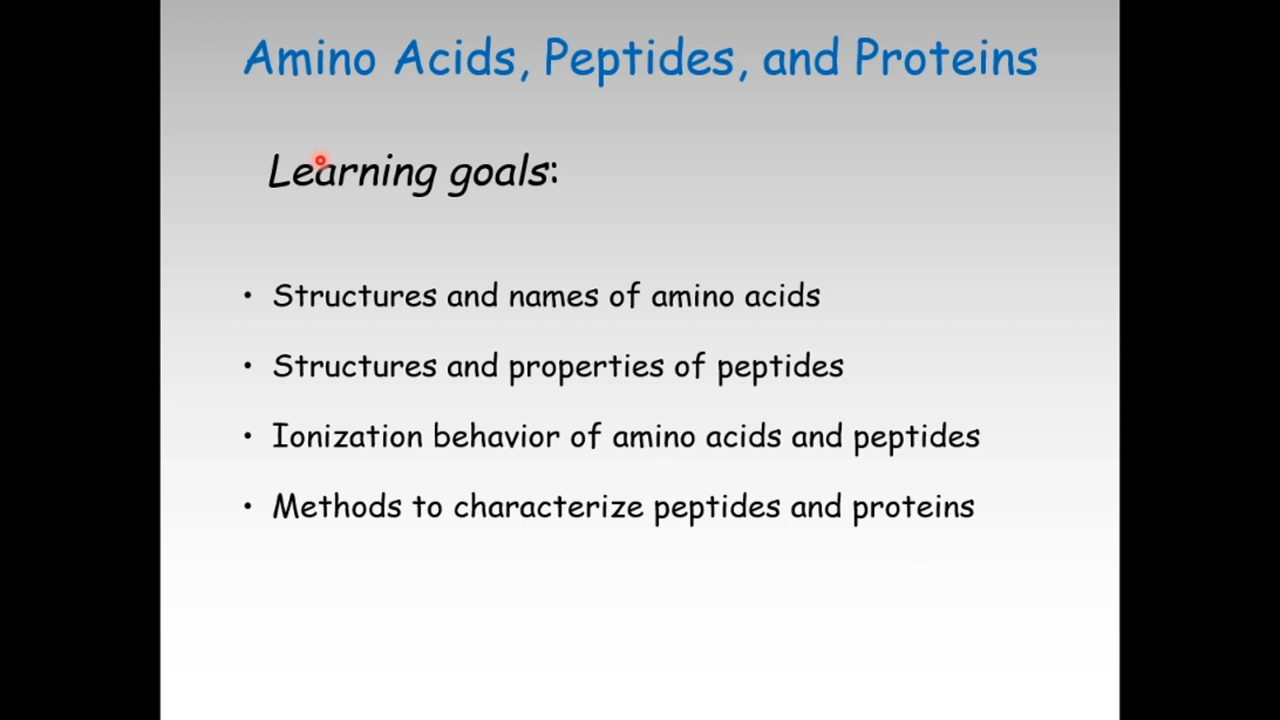 Amino Acids, Peptides, and Proteins
Learning goals:
• Structures and names of amino acids
• Structures and properties of peptides
• Ionization behavior of amino acids and peptides
• Methods to characterize peptides and proteins